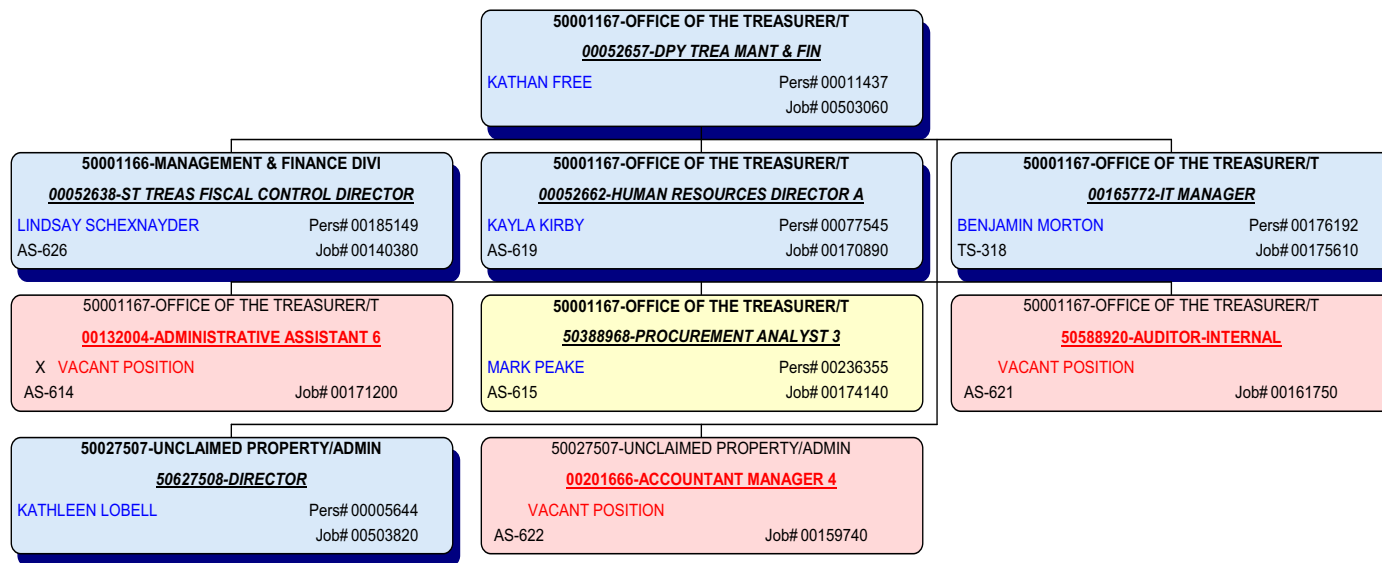 50001167-OFFICE OF THE TREASURER/T
00052657-DPY TREA MANT & FIN
KATHAN FREE Pers# 00011437
Job# 00503060
50001166-MANAGEMENT & FINANCE DIVI
00052638-ST TREAS FISCAL CONTROL DIRECTOR
LINDSAY SCHEXNAYDER Pers# 00185149
AS-626 Job# 00140380
50001167-OFFICE OF THE TREASURER/T
00052662-HUMAN RESOURCES DIRECTOR A
KAYLA KIRBY Pers# 00077545
AS-619 Job# 00170890
50001167-OFFICE OF THE TREASURER/T
00165772-IT MANAGER
BENJAMIN MORTON Pers# 00176192
TS-318 Job# 00175610
50001167-OFFICE OF THE TREASURER/T
00132004-ADMINISTRATIVE ASSISTANT 6
X VACANT POSITION
AS-614 Job# 00171200
50001167-OFFICE OF THE TREASURER/T
50388968-PROCUREMENT ANALYST 3
MARK PEAKE Pers# 00236355
AS-615 Job# 00174140
50001167-OFFICE OF THE TREASURER/T
50588920-AUDITOR-INTERNAL
VACANT POSITION
AS-621 Job# 00161750
50027507-UNCLAIMED PROPERTY/ADMIN
50627508-DIRECTOR
KATHLEEN LOBELL Pers# 00005644
Job# 00503820
50027507-UNCLAIMED PROPERTY/ADMIN
00201666-ACCOUNTANT MANAGER 4
VACANT POSITION
AS-622 Job# 00159740